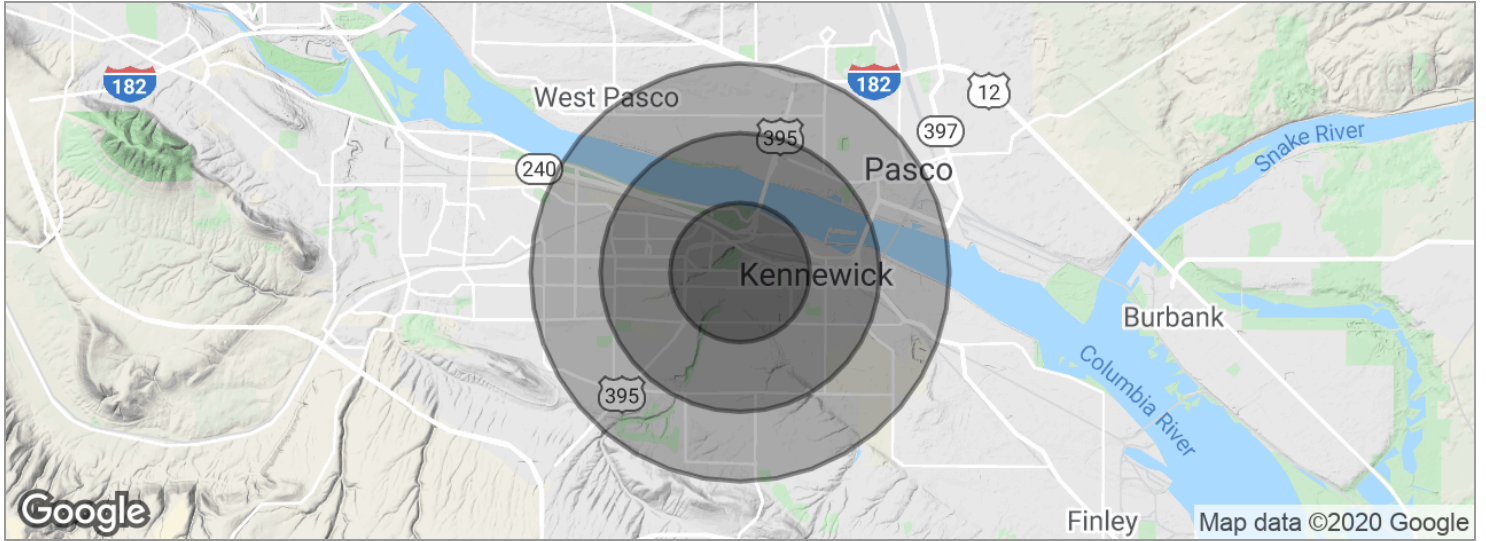 182
West Pasco
182
12
395
397
Snake River
240
Pasco
Kennewick
Burbank
Columbia River
395
Google
Finley
Map data ©2020 Google